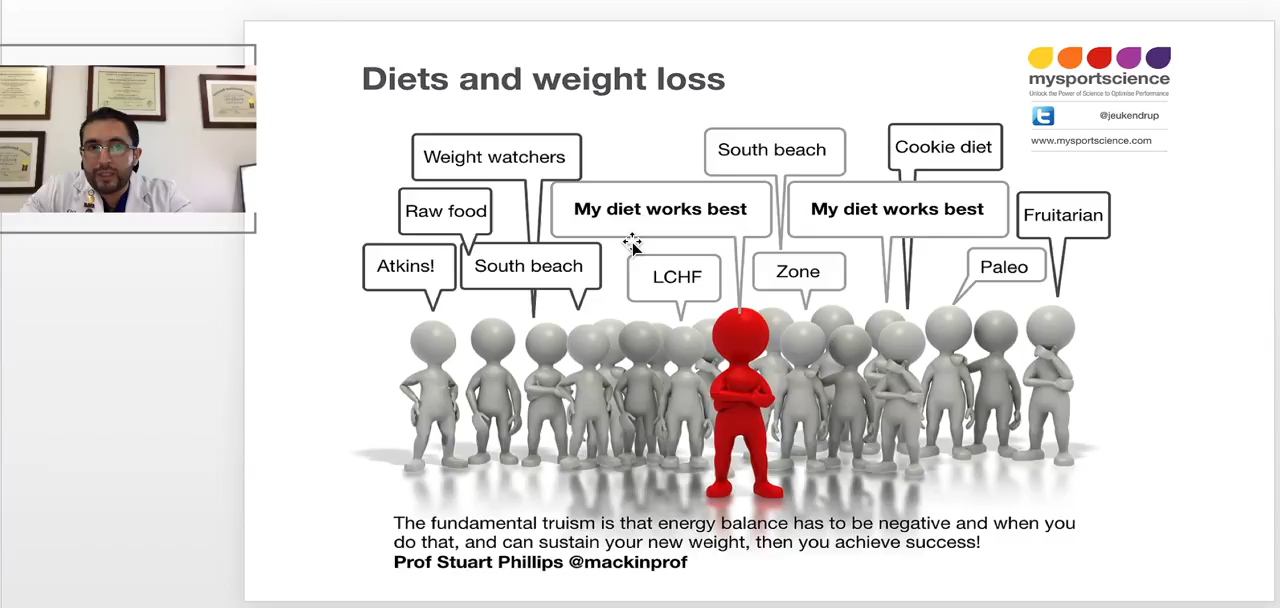 Diets and weight loss
mysportscience
Unlock the Power of Science to Optimise Performance
@jeukendrup
www.mysportscience.com
Weight watchers
South beach
Cookie diet
Raw food
My diet works best
My diet works best
Fruitarian
Atkins!
South beach
LCHF
Zone
Paleo
The fundamental truism is that energy balance has to be negative and when you
do that, and can sustain your new weight, then you achieve success!
Prof Stuart Phillips @mackinprof